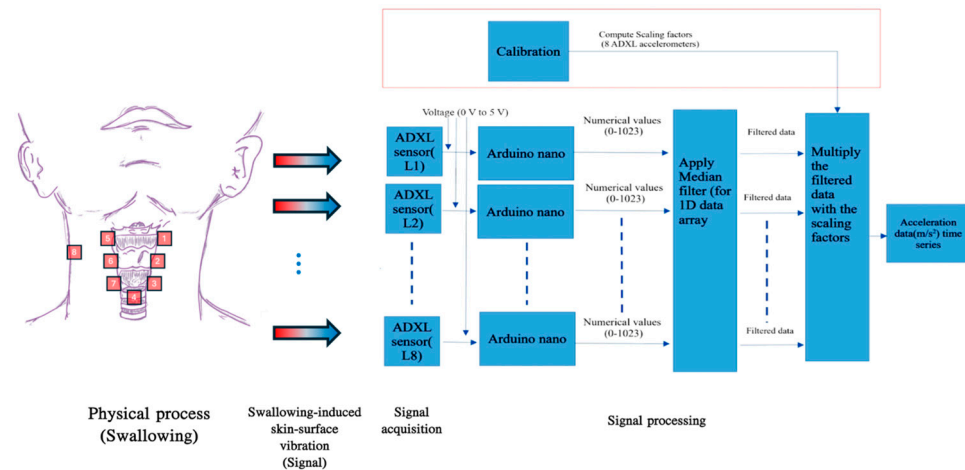 Calibration
Compute Scaling factors
(8 ADXL accelerometers)
Voltage (0 V to 5 V)
ADXL
sensor(
L1)
Arduino nano
Numerical values
(0-1023)
Filtered data
ADXL
sensor(
L2)
Arduino nano
Numerical values
(0-1023)
Filtered data
ADXL
sensor(
L8)
Arduino nano
Numerical values
(0-1023)
Filtered data
Apply
Median
filter (for
1D data
array
Multiply
the
filtered
data
with the
scaling
factors
Acceleration
data(m/s²) time
series
5
1
8
6
2
7
3
4
Physical process
(Swallowing)
Swallowing-induced
skin-surface
vibration
(Signal)
Signal
acquisition
Signal processing